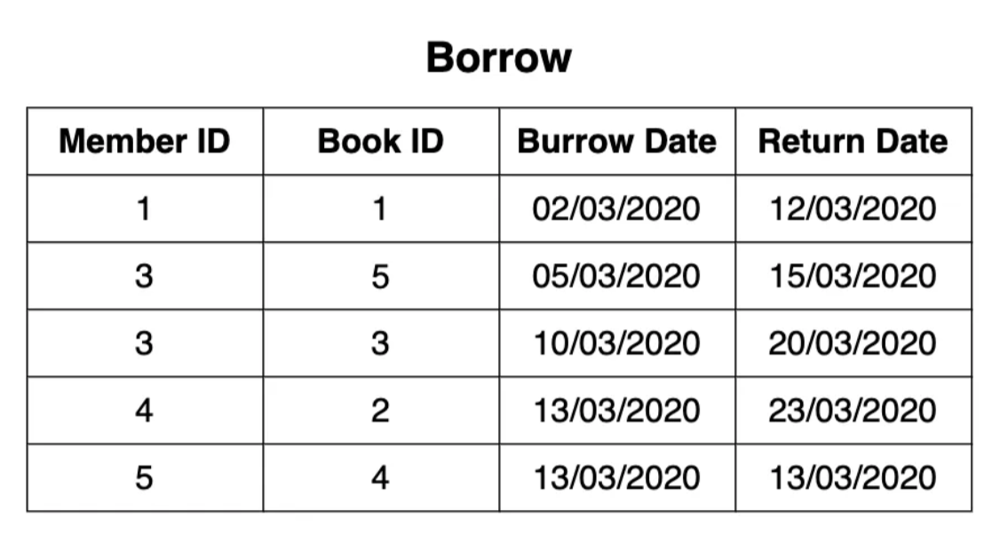 Borrow
Member ID Book ID Burrow Date Return Date
1 1 02/03/2020 12/03/2020
3 5 05/03/2020 15/03/2020
3 3 10/03/2020 20/03/2020
4 2 13/03/2020 23/03/2020
5 4 13/03/2020 13/03/2020